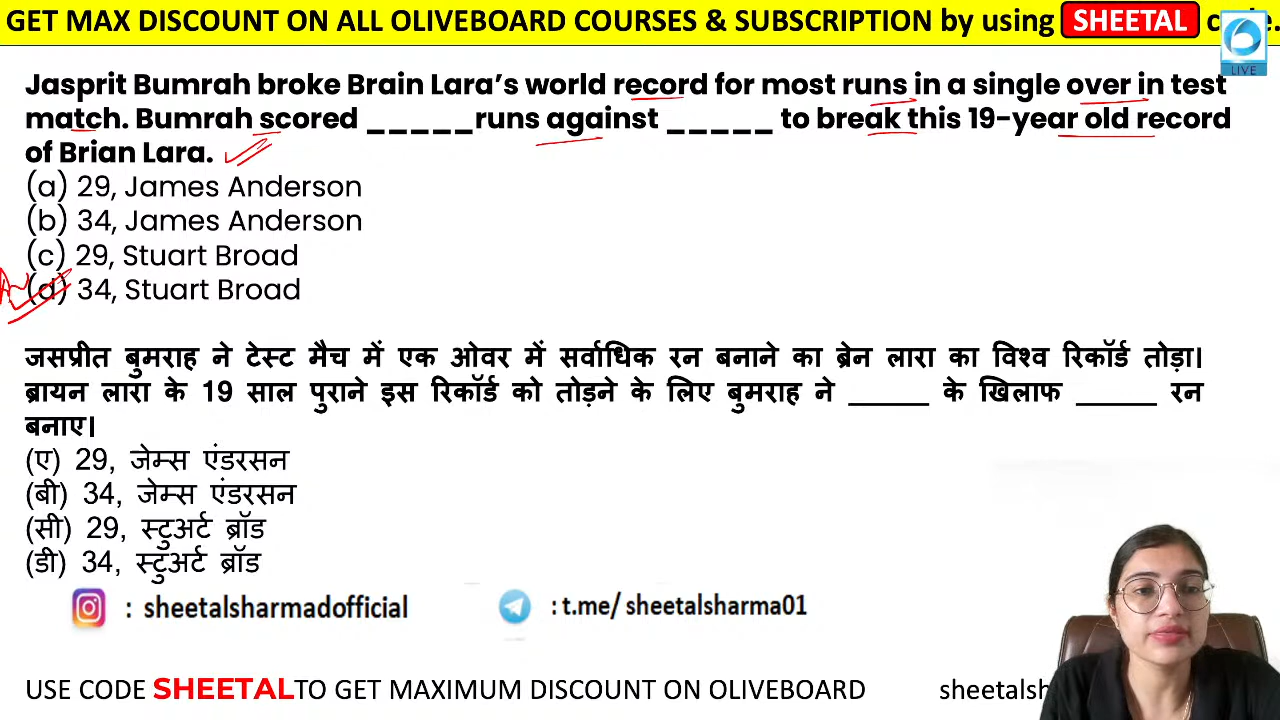 GET MAX DISCOUNT ON ALL OLIVEBOARD COURSES & SUBSCRIPTION by using SHEETAL code.
LIVE
Jasprit Bumrah broke Brain Lara's world record for most runs in a single over in test
match. Bumrah scored _____runs against _____ to break this 19-year old record
of Brian Lara.
(a) 29, James Anderson
(b) 34, James Anderson
(c) 29, Stuart Broad
(d) 34, Stuart Broad
जसप्रीत बुमराह ने टेस्ट मैच में एक ओवर में सर्वाधिक रन बनाने का ब्रेन लारा का विश्व रिकॉर्ड तोड़ा।
ब्रायन लारा के 19 साल पुराने इस रिकॉर्ड को तोड़ने के लिए बुमराह ने _____ के खिलाफ _____ रन
बनाए।
(ए) 29, जेम्स एंडरसन
(बी) 34, जेम्स एंडरसन
(सी) 29, स्टुअर्ट ब्रॉड
(डी) 34, स्टुअर्ट ब्रॉड
: sheetalsharmadofficial : t.me/ sheetalsharma01
USE CODE SHEETALTO GET MAXIMUM DISCOUNT ON OLIVEBOARD